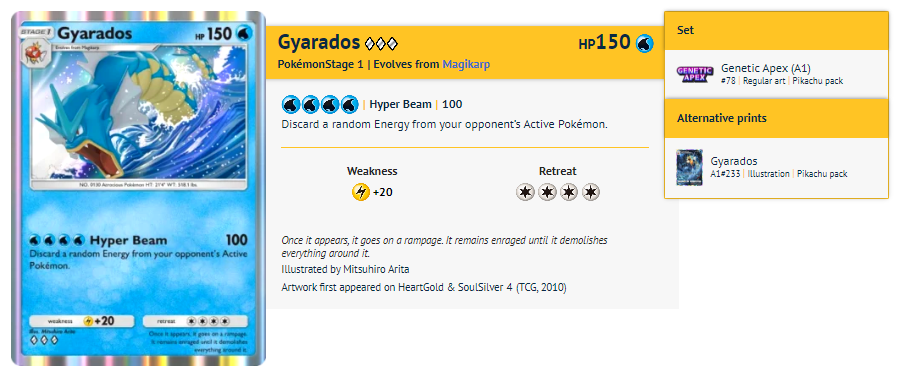 STAGE 1
Gyarados
HP 150
Evolves from Magikarp
NO. 0130 Atrocious Pokémon HT: 21'4" WT: 518.1 lbs.
Hyper Beam 100
Discard a random Energy from your opponent's Active
Pokémon.
weakness +20 retreat
Illus. Mitsuhiro Arita
Once it appears, it goes on a rampage.
It remains enraged until it demolishes
everything around it.
Gyarados
HP150
PokémonStage 1 | Evolves from Magikarp
| Hyper Beam | 100
Discard a random Energy from your opponent's Active Pokémon.
Weakness Retreat
+20
Once it appears, it goes on a rampage. It remains enraged until it demolishes
everything around it.
Illustrated by Mitsuhiro Arita
Artwork first appeared on HeartGold & SoulSilver 4 (TCG, 2010)
Set
GENETIC APEX
Genetic Apex (A1)
#78 | Regular art | Pikachu pack
Alternative prints
Gyarados
A1#233 | Illustration | Pikachu pack